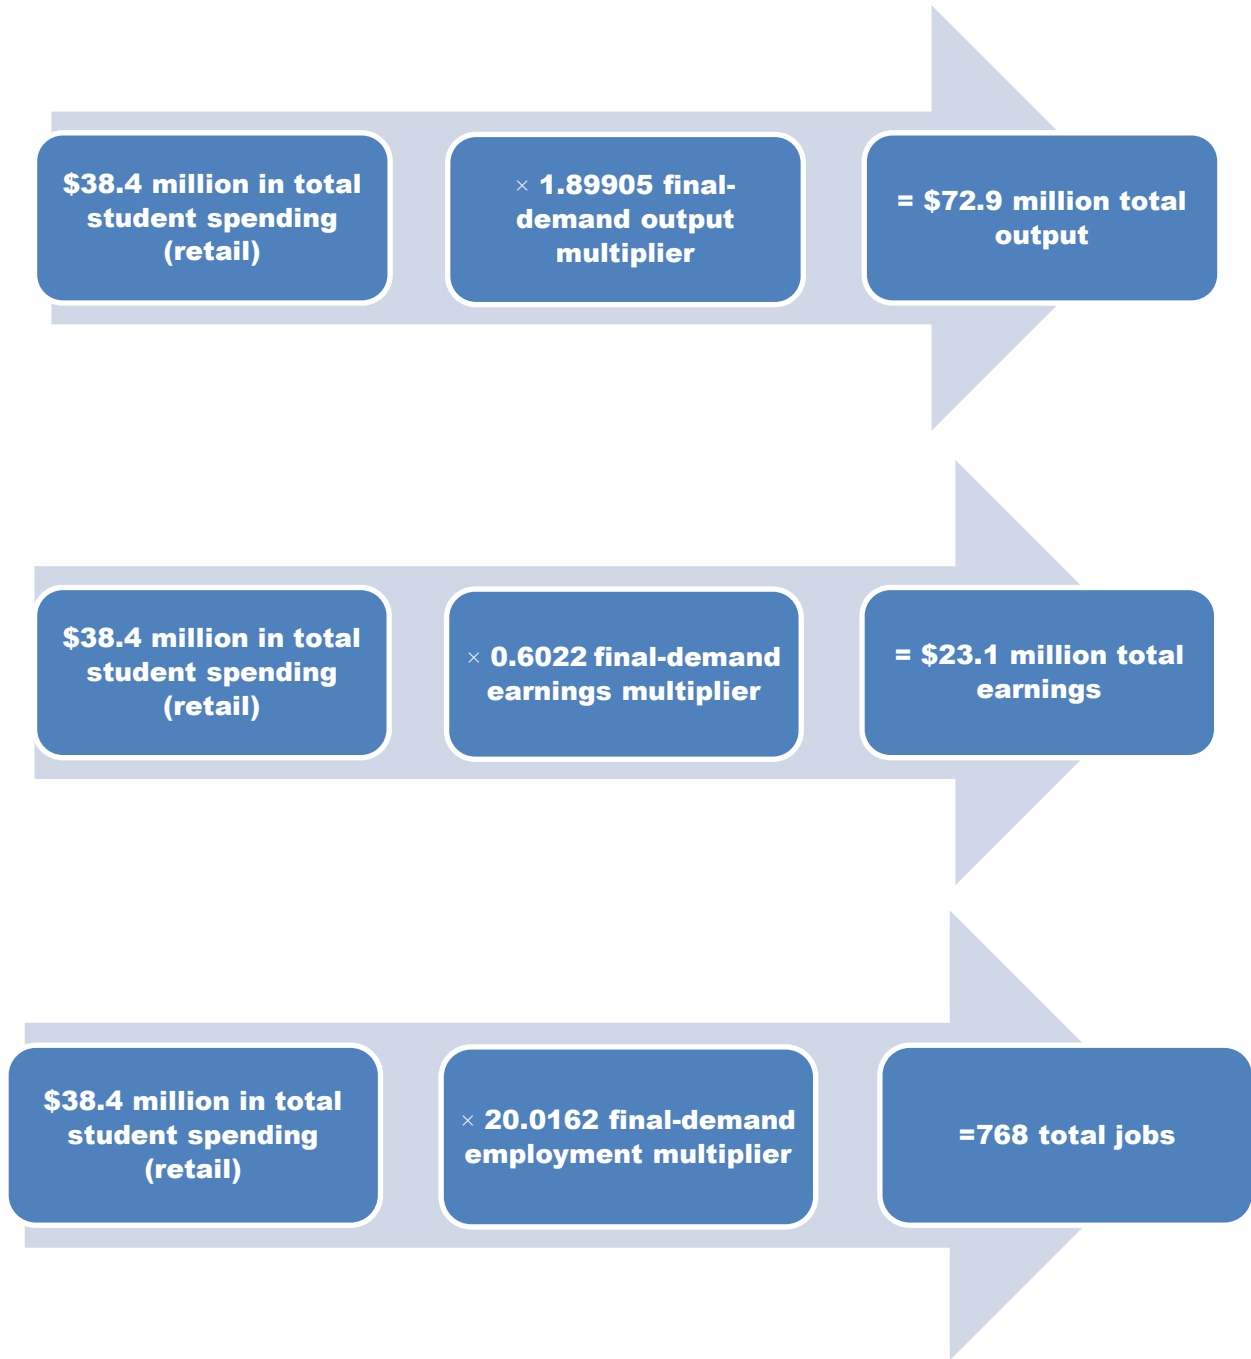 $38.4 million in total
student spending
(retail)
× 1.89905 final-
demand output
multiplier
= $72.9 million total
output
$38.4 million in total
student spending
(retail)
× 0.6022 final-demand
earnings multiplier
= $23.1 million total
earnings
$38.4 million in total
student spending
(retail)
× 20.0162 final-demand
employment multiplier
=768 total jobs